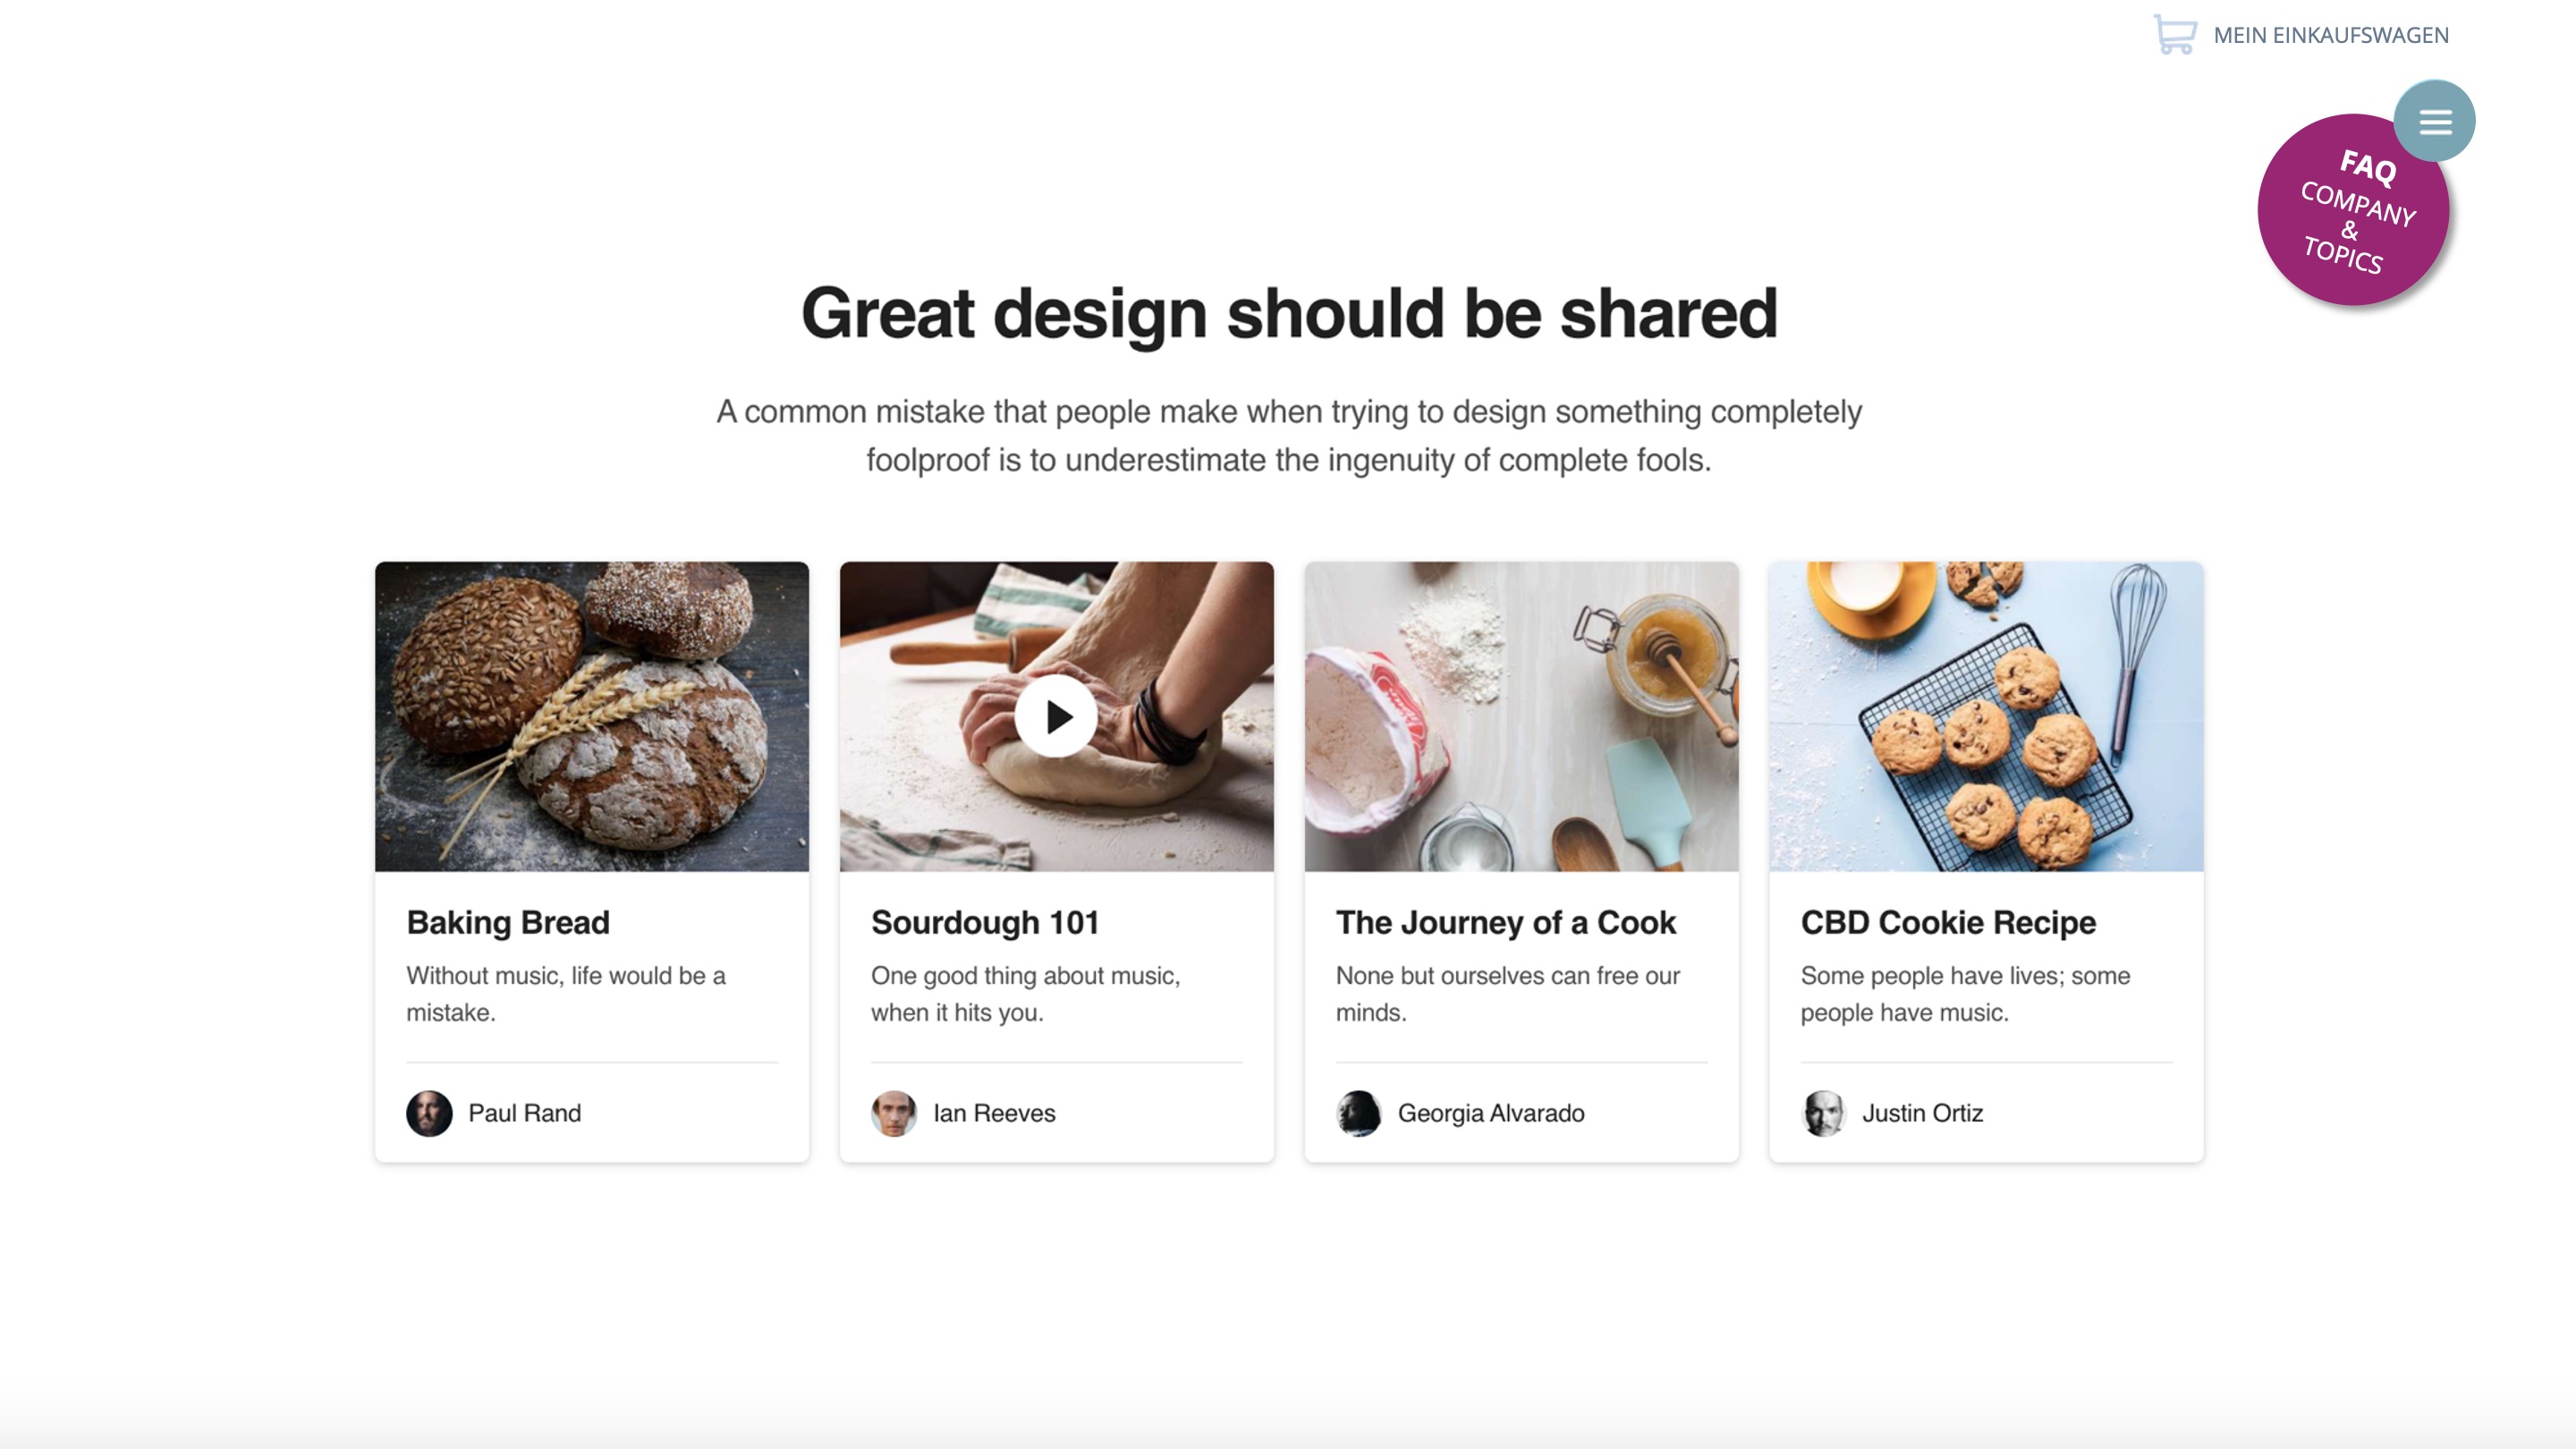 MEIN EINKAUFSWAGEN
FAQ
COMPANY
&
TOPICS
Great design should be shared
A common mistake that people make when trying to design something completely
foolproof is to underestimate the ingenuity of complete fools.
Baking Bread
Without music, life would be a
mistake.
Paul Rand
Sourdough 101
One good thing about music,
when it hits you.
Ian Reeves
The Journey of a Cook
None but ourselves can free our
minds.
Georgia Alvarado
CBD Cookie Recipe
Some people have lives; some
people have music.
Justin Ortiz